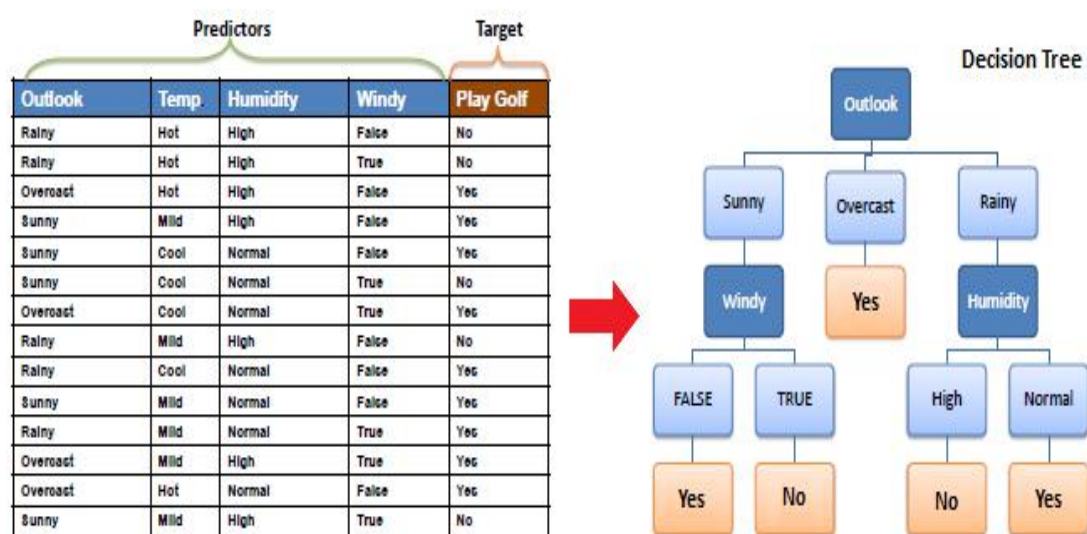 Predictors Target
Outlook Temp. Humidity Windy Play Golf
Rainy Hot High False No
Rainy Hot High True No
Overcast Hot High False Yes
Sunny Mild High False Yes
Sunny Cool Normal False Yes
Sunny Cool Normal True No
Overcast Cool Normal True Yes
Rainy Mild High False No
Rainy Cool Normal False Yes
Sunny Mild Normal False Yes
Rainy Mild Normal True Yes
Overcast Mild High True Yes
Overcast Hot Normal False Yes
Sunny Mild High True No
Decision Tree
Outlook
Sunny Overcast Rainy
Windy Yes Humidity
FALSE TRUE High Normal
Yes No No Yes